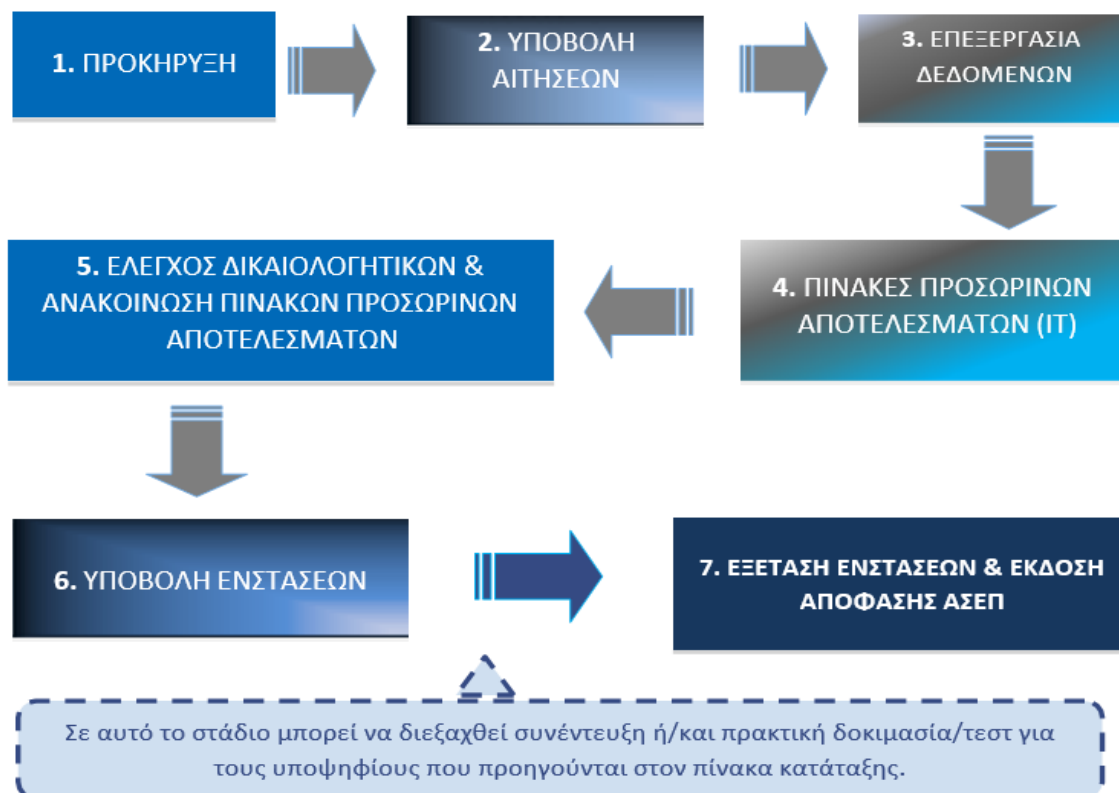 1. ΠΡΟΚΗΡΥΞΗ
2. ΥΠΟΒΟΛΗ
ΑΙΤΗΣΕΩΝ
3. ΕΠΕΞΕΡΓΑΣΙΑ
ΔΕΔΟΜΕΝΩΝ
4. ΠΙΝΑΚΕΣ ΠΡΟΣΩΡΙΝΩΝ
ΑΠΟΤΕΛΕΣΜΑΤΩΝ (ΙΤ)
5. ΕΛΕΓΧΟΣ ΔΙΚΑΙΟΛΟΓΗΤΙΚΩΝ &
ΑΝΑΚΟΙΝΩΣΗ ΠΙΝΑΚΩΝ ΠΡΟΣΩΡΙΝΩΝ
ΑΠΟΤΕΛΕΣΜΑΤΩΝ
6. ΥΠΟΒΟΛΗ ΕΝΣΤΑΣΕΩΝ
7. ΕΞΕΤΑΣΗ ΕΝΣΤΑΣΕΩΝ & ΕΚΔΟΣΗ
ΑΠΟΦΑΣΗΣ ΑΣΕΠ
Σε αυτό το στάδιο μπορεί να διεξαχθεί συνέντευξη ή/και πρακτική δοκιμασία/τεστ για
τους υποψηφίους που προηγούνται στον πίνακα κατάταξης.